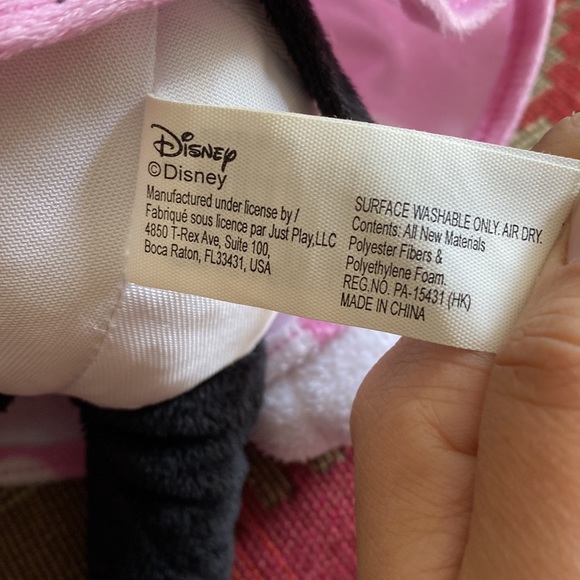 Disney
©Disney
Manufactured under license by /
Fabriqué sous licence par Just Play,LLC
4850 T-Rex Ave, Suite 100,
Boca Raton, FL33431, USA
SURFACE WASHABLE ONLY. AIR DRY.
Contents: All New Materials
Polyester Fibers &
Polyethylene Foam.
REG.NO. PA-15431 (HK)
MADE IN CHINA